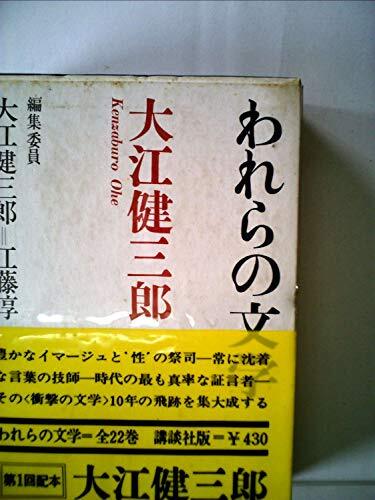 われらの文学
大江健三郎
Kenzaburo Ohe
編集委員
大江健三郎=江藤淳
豊かなイマージュと“性”の祭司―常に沈着
な言葉の技師―時代の最も真率な証言者―
その〈衝撃の文学〉10年の飛跡を集大成する
われらの文学=全22巻 講談社版=¥430
第1回配本
大江健三郎